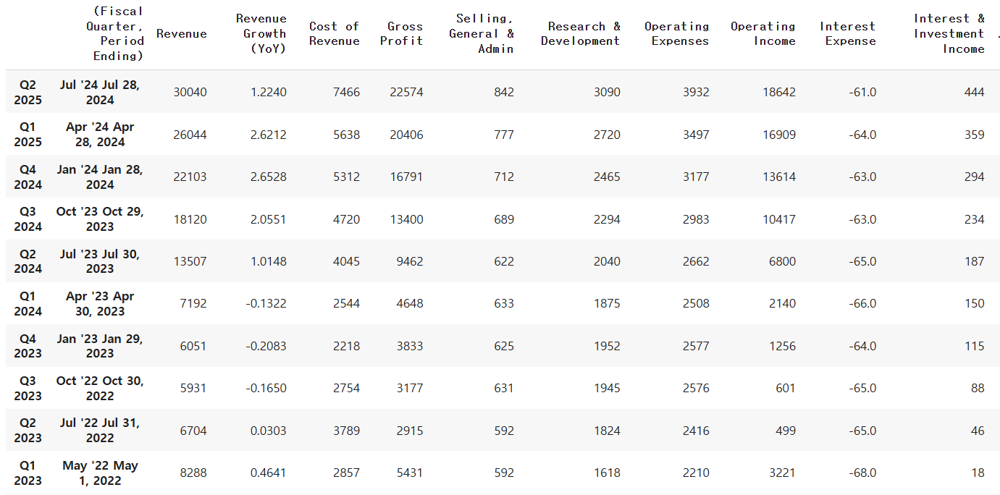 (Fiscal Quarter, Period Ending) Revenue Revenue Growth (YoY) Cost of Revenue Gross Profit Selling, General & Admin Research & Development Operating Expenses Operating Income Interest Expense Interest & Investment Income
Q2 2025 Jul '24 Jul 28, 2024 30040 1.2240 7466 22574 842 3090 3932 18642 -61.0 444
Q1 2025 Apr '24 Apr 28, 2024 26044 2.6212 5638 20406 777 2720 3497 16909 -64.0 359
Q4 2024 Jan '24 Jan 28, 2024 22103 2.6528 5312 16791 712 2465 3177 13614 -63.0 294
Q3 2024 Oct '23 Oct 29, 2023 18120 2.0551 4720 13400 689 2294 2983 10417 -63.0 234
Q2 2024 Jul '23 Jul 30, 2023 13507 1.0148 4045 9462 622 2040 2662 6800 -65.0 187
Q1 2024 Apr '23 Apr 30, 2023 7192 -0.1322 2544 4648 633 1875 2508 2140 -66.0 150
Q4 2023 Jan '23 Jan 29, 2023 6051 -0.2083 2218 3833 625 1952 2577 1256 -64.0 115
Q3 2023 Oct '22 Oct 30, 2022 5931 -0.1650 2754 3177 631 1945 2576 601 -65.0 88
Q2 2023 Jul '22 Jul 31, 2022 6704 0.0303 3789 2915 592 1824 2416 499 -65.0 46
Q1 2023 May '22 May 1, 2022 8288 0.4641 2857 5431 592 1618 2210 3221 -68.0 18